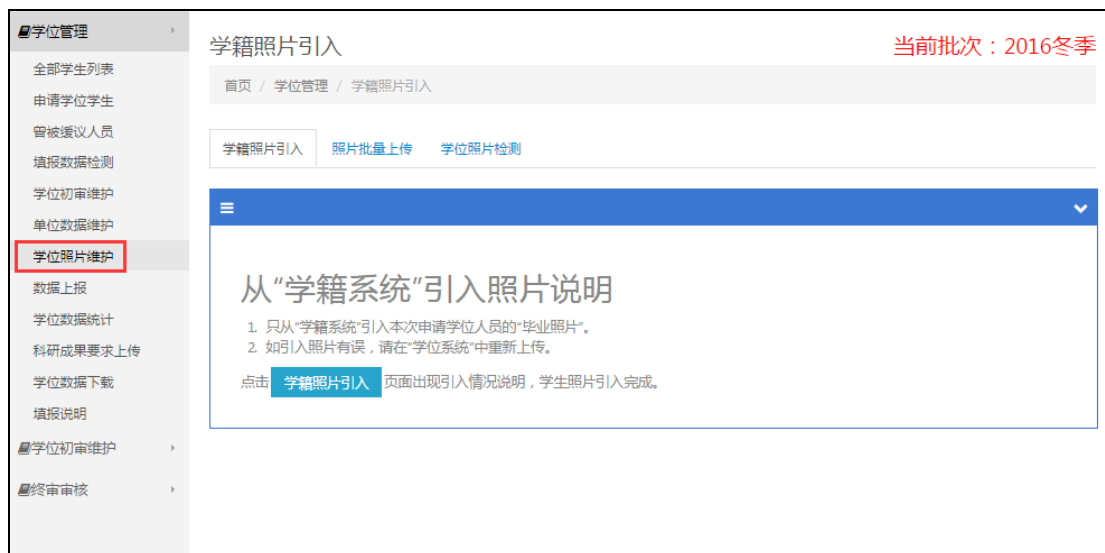 学位管理
全部学生列表
申请学位学生
曾被缓议人员
填报数据检测
学位初审维护
单位数据维护
学位照片维护
数据上报
学位数据统计
科研成果要求上传
学位数据下载
填报说明
学位初审维护
终审审核
学籍照片引入
当前批次：2016冬季
首页 / 学位管理 / 学籍照片引入
学籍照片引入 照片批量上传 学位照片检测
从“学籍系统”引入照片说明
1. 只从“学籍系统”引入本次申请学位人员的“毕业照片”。
2. 如引入照片有误，请在“学位系统”中重新上传。
点击 学籍照片引入 页面出现引入情况说明，学生照片引入完成。